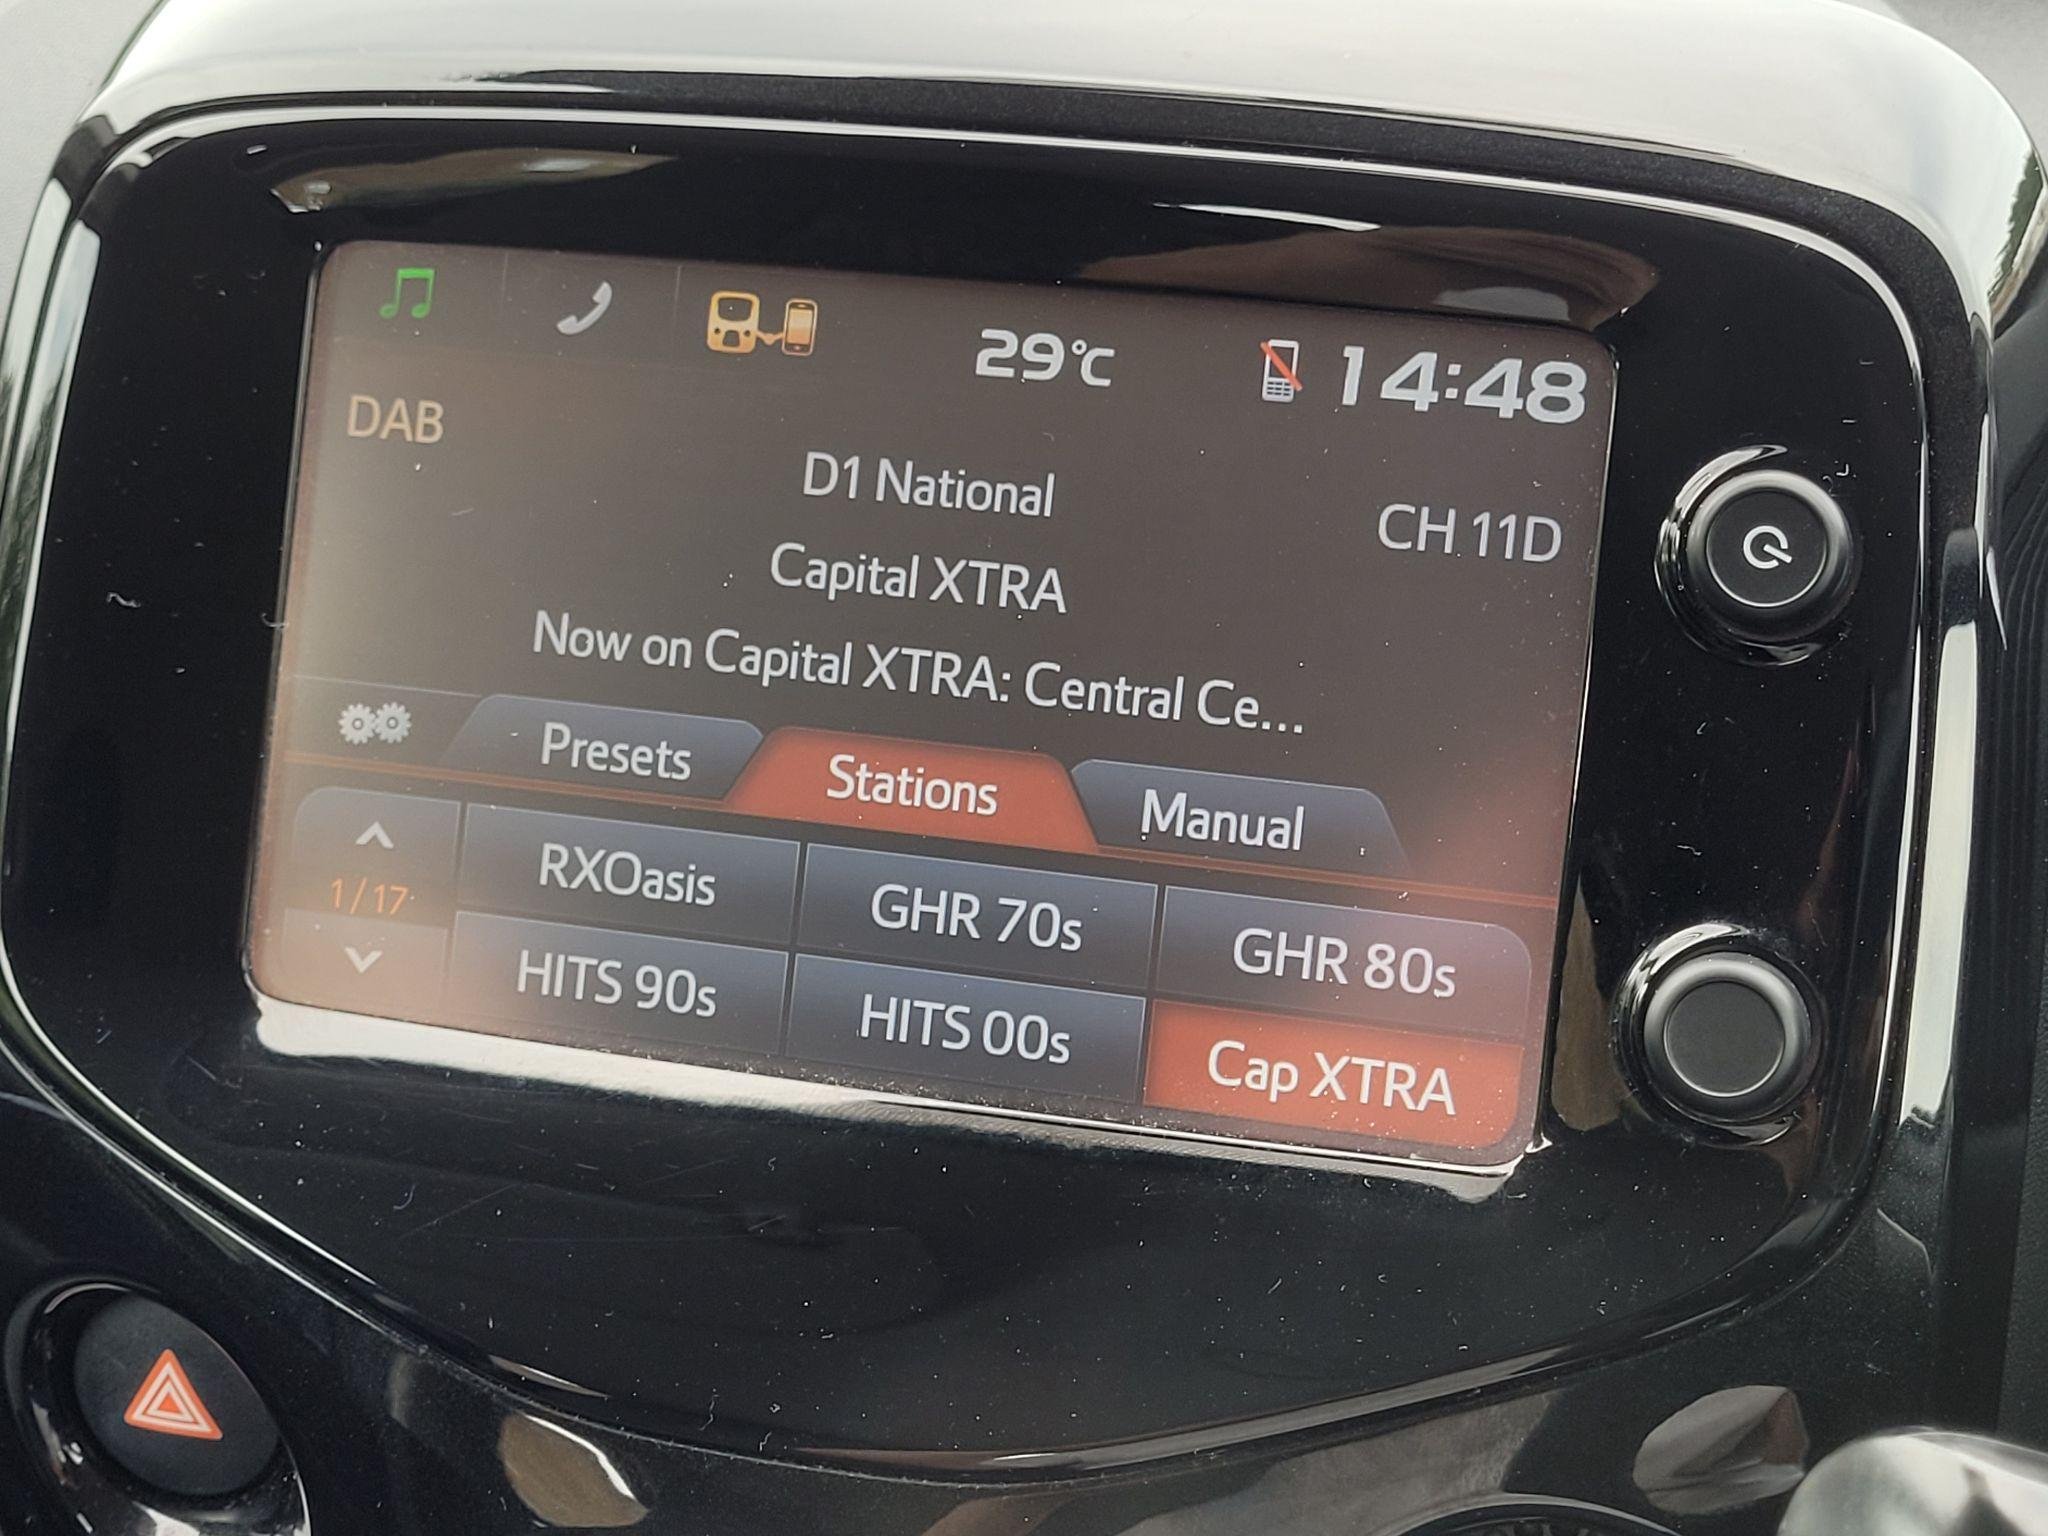 29°C
14:48
DAB
D1 National
CH 11D
Capital XTRA
Now on Capital XTRA: Central Ce...
Presets
Stations
Manual
1/17
RXOasis
GHR 70s
GHR 80s
HITS 90s
HITS 00s
Cap XTRA